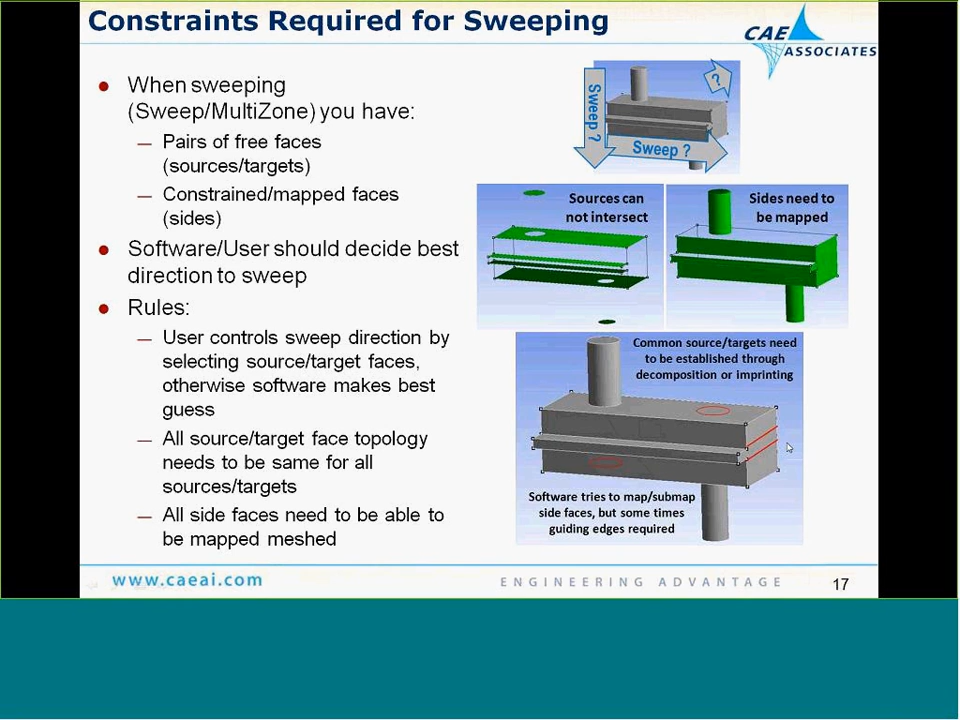 Constraints Required for Sweeping
CAE
ASSOCIATES
● When sweeping
(Sweep/MultiZone) you have:
— Pairs of free faces
(sources/targets)
— Constrained/mapped faces
(sides)
● Software/User should decide best
direction to sweep
● Rules:
— User controls sweep direction by
selecting source/target faces,
otherwise software makes best
guess
— All source/target face topology
needs to be same for all
sources/targets
— All side faces need to be able to
be mapped meshed
Sweep ?
Sweep ?
?
Sources can
not intersect
Sides need to
be mapped
Common source/targets need
to be established through
decomposition or imprinting
Software tries to map/submap
side faces, but some times
guiding edges required
www.caeai.com
ENGINEERING ADVANTAGE
17